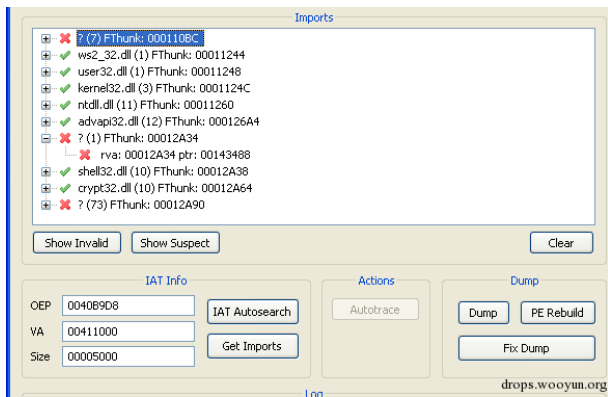 Imports
? (7) FThunk: 000110BC
ws2_32.dll (1) FThunk: 00011244
user32.dll (1) FThunk: 00011248
kernel32.dll (3) FThunk: 0001124C
ntdll.dll (11) FThunk: 00011260
advapi32.dll (12) FThunk: 000126A4
? (1) FThunk: 00012A34
rva: 00012A34 ptr: 00143488
shell32.dll (10) FThunk: 00012A38
crypt32.dll (10) FThunk: 00012A64
? (73) FThunk: 00012A90
Show Invalid Show Suspect Clear
IAT Info Actions Dump
OEP 0040B9D8 IAT Autosearch Autotrace Dump PE Rebuild
VA 00411000
Size 00005000 Get Imports Fix Dump
drops.wooyun.org
Log